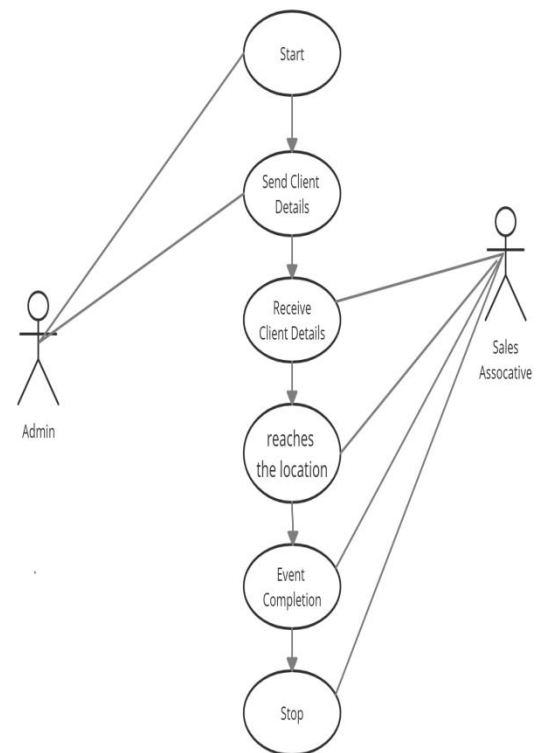 Start
Send Client
Details
Receive
Client Details
Sales
Assocative
Admin
reaches
the location
Event
Completion
Stop